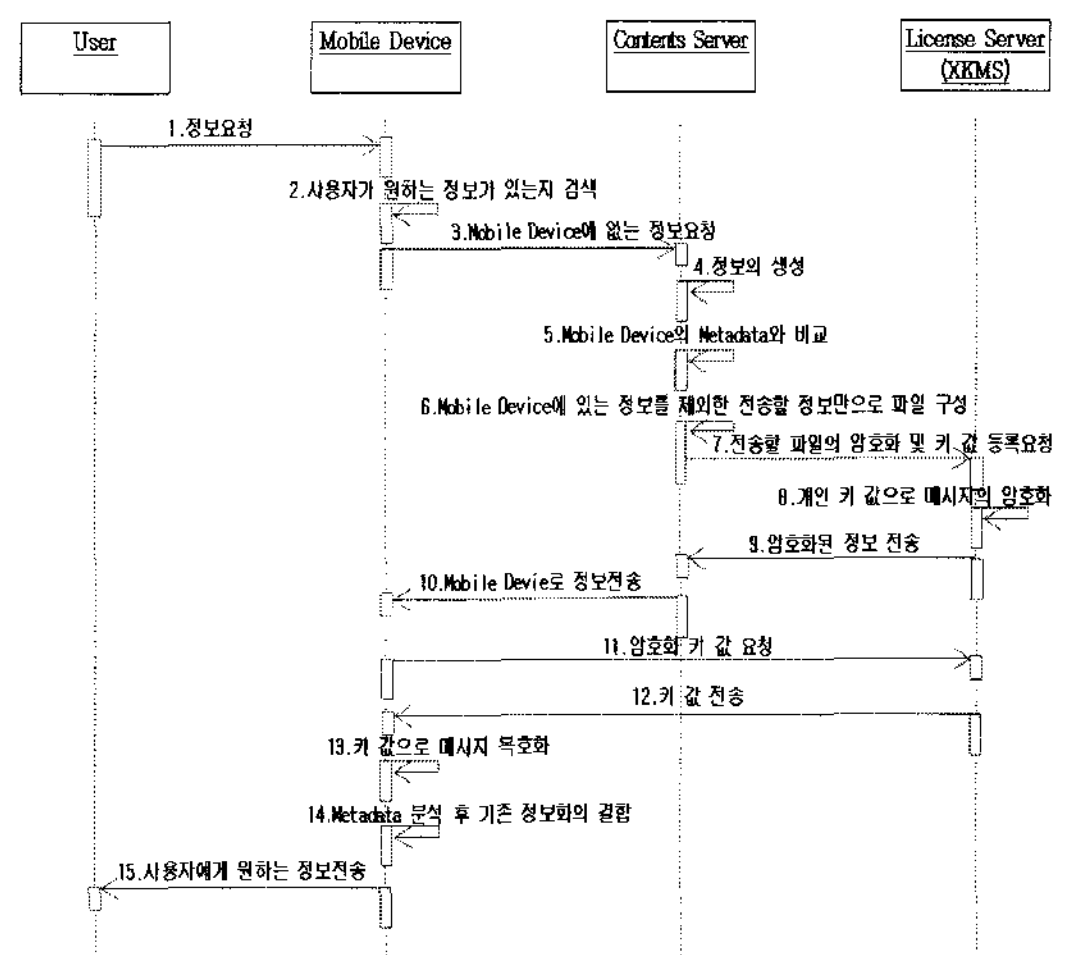 User
Mobile Device
Contents Server
License Server
(XKMS)
1.정보요청
2.사용자가 원하는 정보가 있는지 검색
3.Mobile Device에 없는 정보요청
4.정보의 생성
5.Mobile Device의 Metadata와 비교
6.Mobile Device에 있는 정보를 제외한 전송할 정보만으로 파일 구성
7.전송할 파일의 암호화 및 키 값 등록요청
8.개인 키 값으로 메시지의 암호화
9.암호화된 정보 전송
10.Mobile Devie로 정보전송
11.암호화 키 값 요청
12.키 값 전송
13.키 값으로 메시지 복호화
14.Metadata 분석 후 기존 정보화의 결합
15.사용자에게 원하는 정보전송